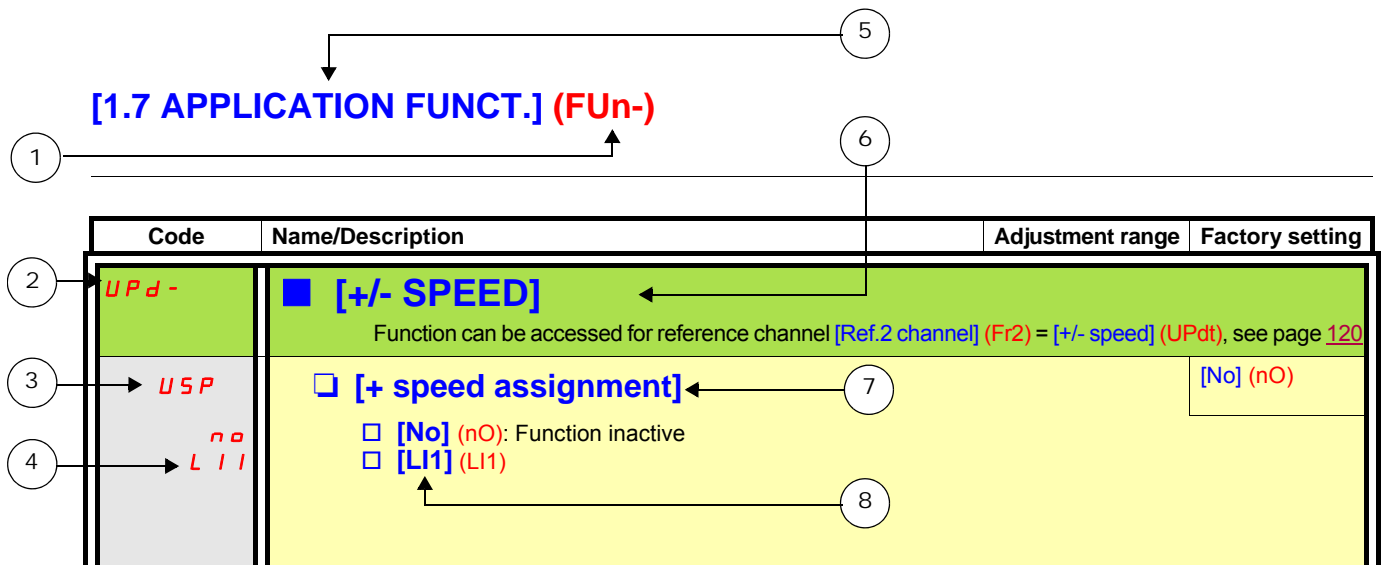 5
[1.7 APPLICATION FUNCT.] (FUn-)
1
6
Code Name/Description Adjustment range Factory setting
2
UPd- ■ [+/- SPEED]
Function can be accessed for reference channel [Ref.2 channel] (Fr2) = [+/- speed] (UPdt), see page 120
3
USP ❏ [+ speed assignment] 7 [No] (nO)
no □ [No] (nO): Function inactive
4
LI1 □ [LI1] (LI1)
8